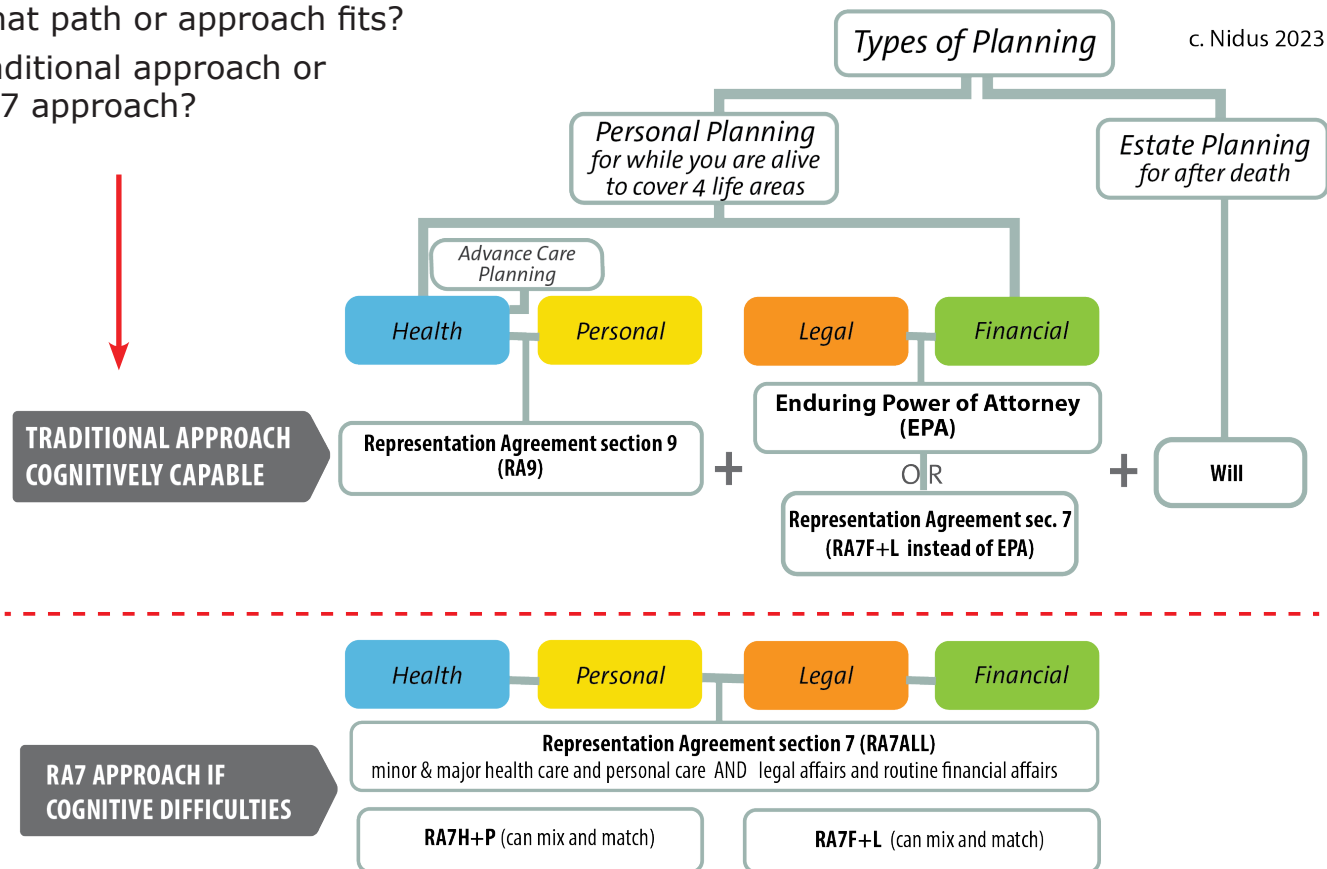 hat path or approach fits?
aditional approach or
7 approach?
Types of Planning
c. Nidus 2023
Personal Planning
for while you are alive
to cover 4 life areas
Estate Planning
for after death
Advance Care
Planning
Health
Personal
Legal
Financial
TRADITIONAL APPROACH
COGNITIVELY CAPABLE
Representation Agreement section 9
(RA9)
+
Enduring Power of Attorney
(EPA)
OR
Representation Agreement sec. 7
(RA7F+L instead of EPA)
+
Will
Health
Personal
Legal
Financial
RA7 APPROACH IF
COGNITIVE DIFFICULTIES
Representation Agreement section 7 (RA7ALL)
minor & major health care and personal care AND legal affairs and routine financial affairs
RA7H+P (can mix and match)
RA7F+L (can mix and match)